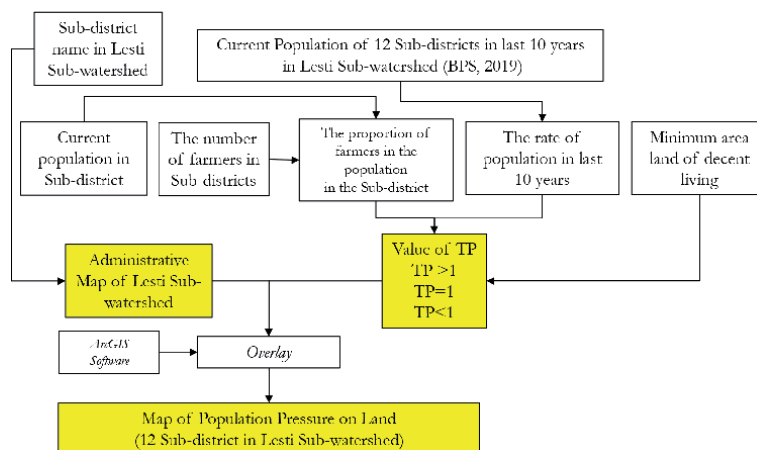 Sub-district
name in Lesti
Sub-watershed
Current Population of 12 Sub-districts in last 10 years
in Lesti Sub-watershed (BPS, 2019)
Current
population in
Sub-district
The number
of farmers in
Sub-districts
The proportion of
farmers in the
population
in the Sub-district
The rate of
population in last
10 years
Minimum area
land of decent
living
Administrative
Map of Lesti Sub-
watershed
Value of TP
TP >1
TP=1
TP<1
ArcGIS
Software
Overlay
Map of Population Pressure on Land
(12 Sub-district in Lesti Sub-watershed)